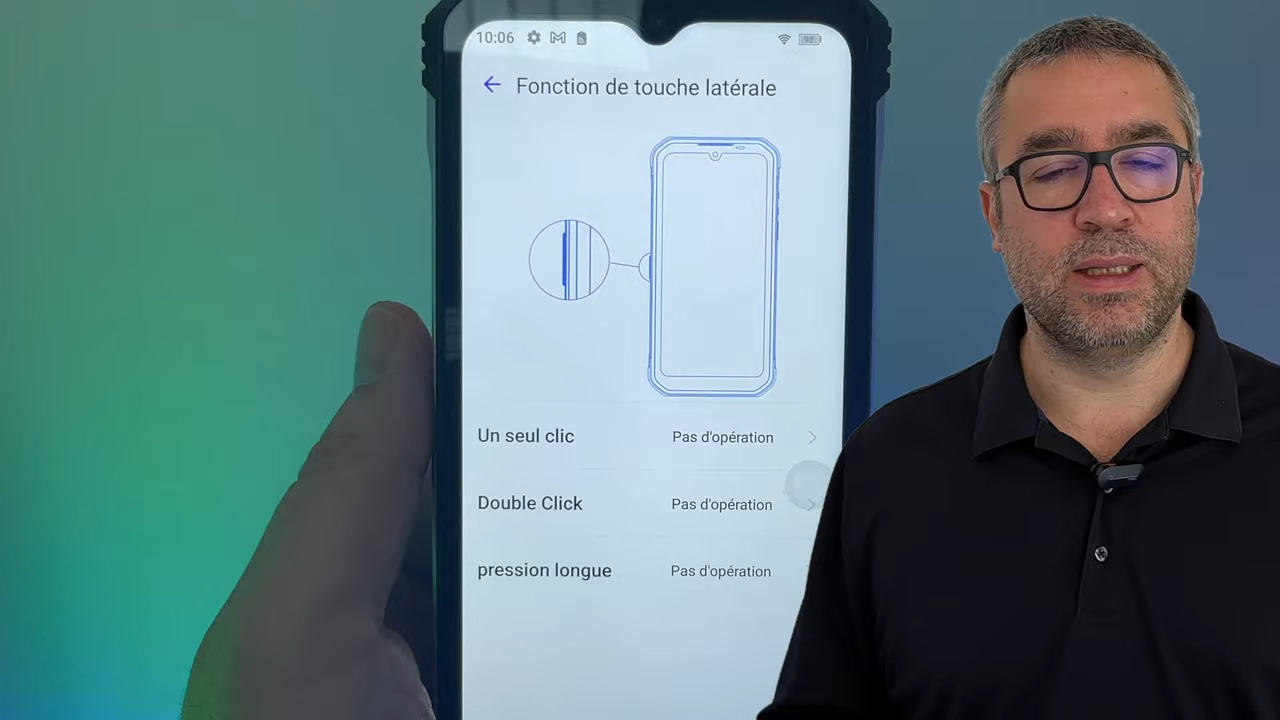 10:06
98
Fonction de touche latérale
Un seul clic
Pas d'opération
Double Click
Pas d'opération
pression longue
Pas d'opération